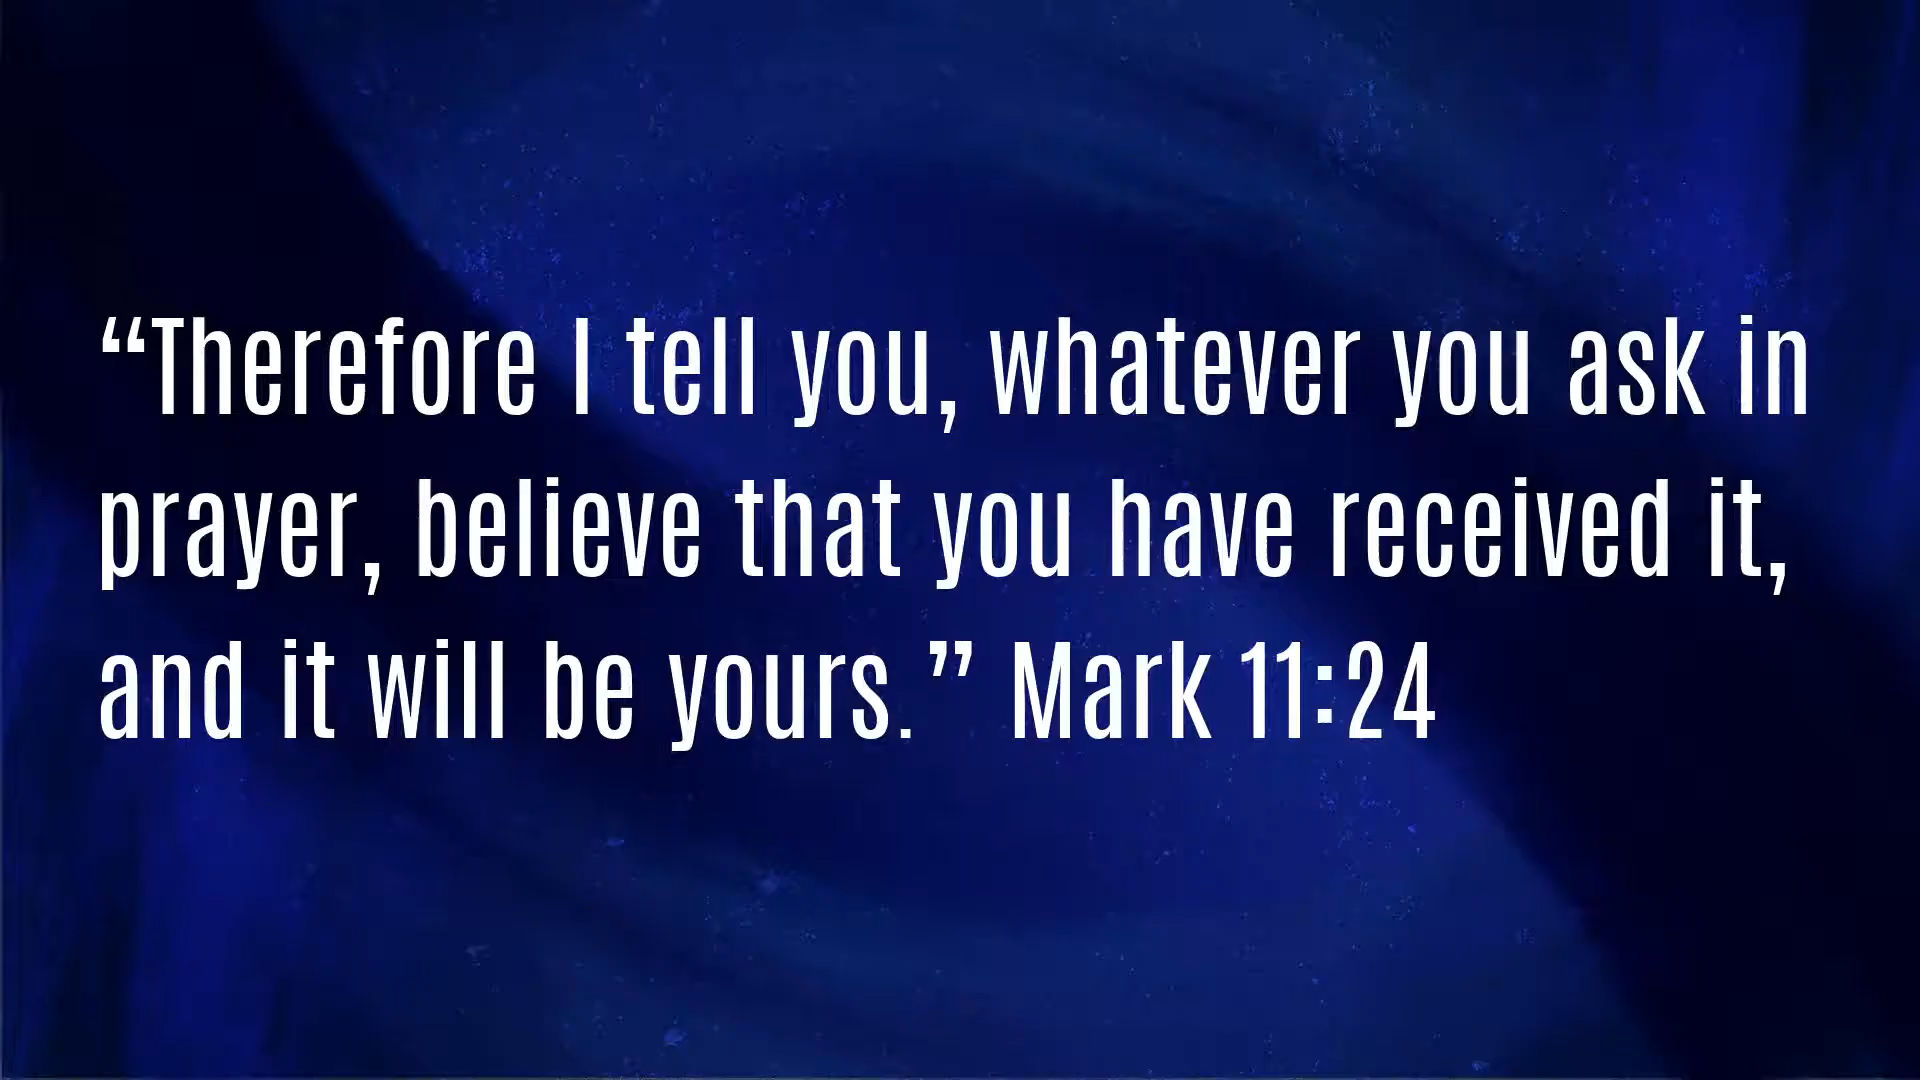 “Therefore I tell you, whatever you ask in
prayer, believe that you have received it,
and it will be yours.” Mark 11:24